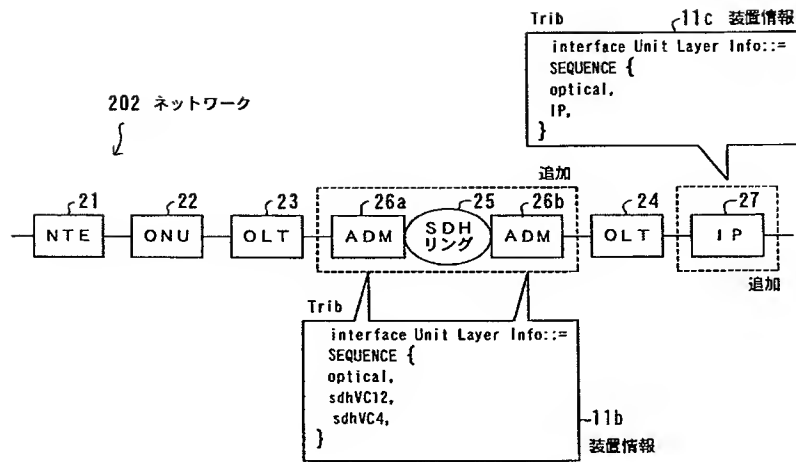 Trib
11c 装置情報
interface Unit Layer Info::=
SEQUENCE {
optical,
IP,
}
202 ネットワーク
追加
21
22
23
26a
25
26b
24
27
NTE
ONU
OLT
ADM
SDH
リング
ADM
OLT
IP
追加
Trib
interface Unit Layer Info::=
SEQUENCE {
optical,
sdhVC12,
sdhVC4,
}
11b
装置情報